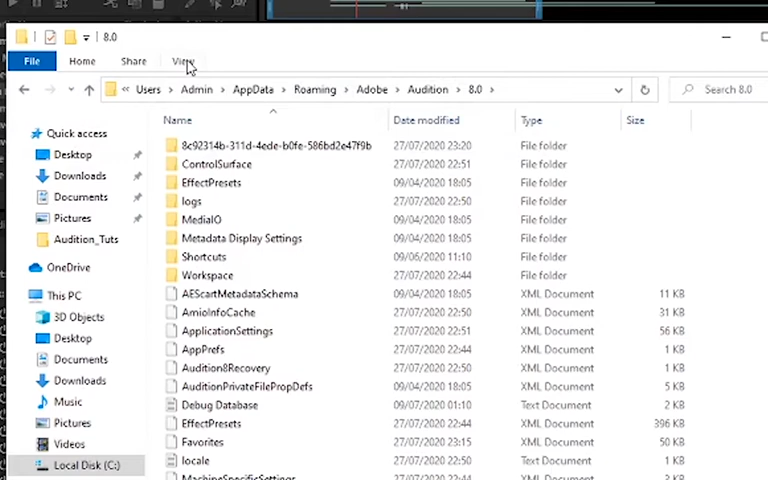 8.0
File Home Share View
« Users > Admin > AppData > Roaming > Adobe > Audition > 8.0 > Search 8.0
Name Date modified Type Size
Quick access
Desktop
Downloads
Documents
Pictures
Audition_Tuts
OneDrive
This PC
3D Objects
Desktop
Documents
Downloads
Music
Pictures
Videos
Local Disk (C:)
8c92314b-311d-4ede-b0fe-586bd2e47f9b 27/07/2020 23:20 File folder
ControlSurface 27/07/2020 22:51 File folder
EffectPresets 09/04/2020 18:05 File folder
logs 27/07/2020 22:50 File folder
MediaIO 09/04/2020 18:05 File folder
Metadata Display Settings 09/04/2020 18:05 File folder
Shortcuts 09/06/2020 11:10 File folder
Workspace 27/07/2020 22:44 File folder
AEScartMetadataSchema 09/04/2020 18:05 XML Document 11 KB
AmioInfoCache 27/07/2020 22:50 XML Document 31 KB
ApplicationSettings 27/07/2020 22:51 XML Document 56 KB
AppPrefs 27/07/2020 22:44 XML Document 1 KB
Audition8Recovery 27/07/2020 22:50 XML Document 1 KB
AuditionPrivateFilePropDefs 09/04/2020 18:05 XML Document 5 KB
Debug Database 09/07/2020 01:10 Text Document 2 KB
EffectPresets 27/07/2020 22:44 XML Document 396 KB
Favorites 27/07/2020 23:15 XML Document 50 KB
locale 27/07/2020 22:50 Text Document 1 KB
MachineSpecificSettings 27/07/2020 22:44 XML Document 2 KB